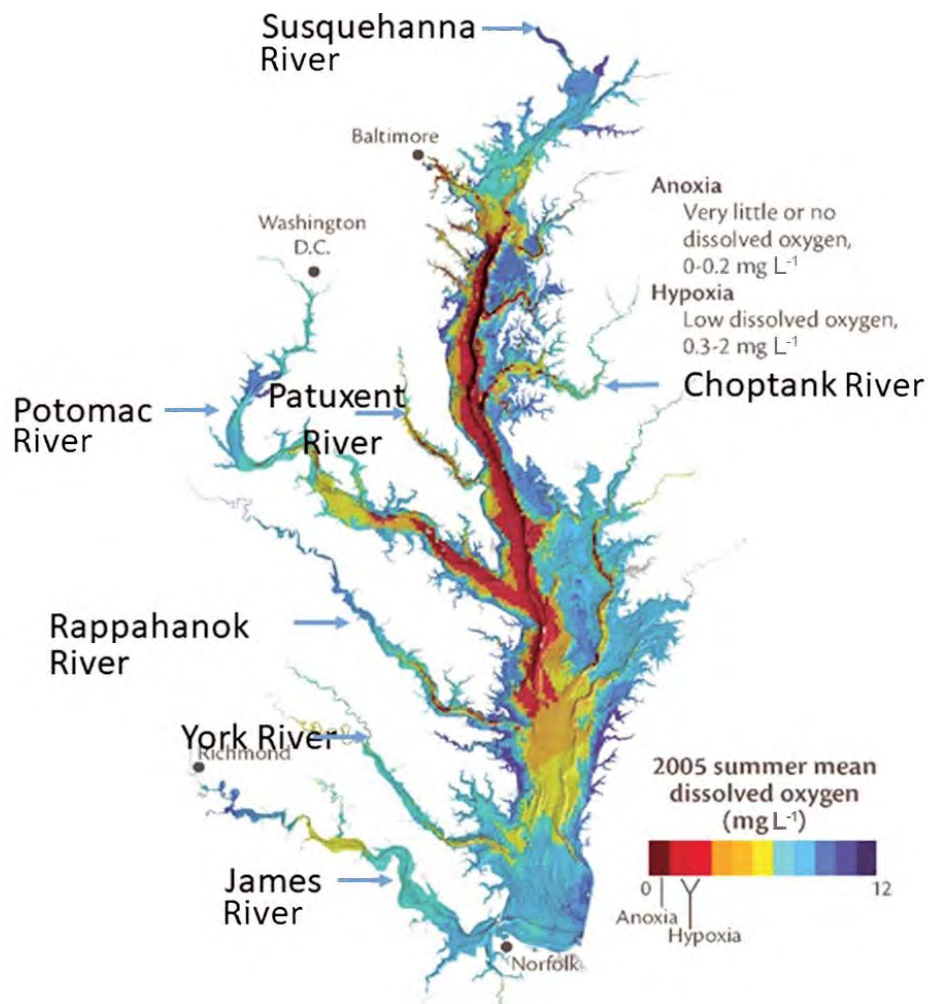 Susquehanna
River
Baltimore
Washington
D.C.
Anoxia
Very little or no
dissolved oxygen,
0-0.2 mg L-1
Hypoxia
Low dissolved oxygen,
0.3-2 mg L-1
Choptank River
Patuxent
River
Potomac
River
Rappahanok
River
York River
Richmond
James
River
Norfolk
2005 summer mean
dissolved oxygen
(mg L-1)
0
12
Anoxia
Hypoxia